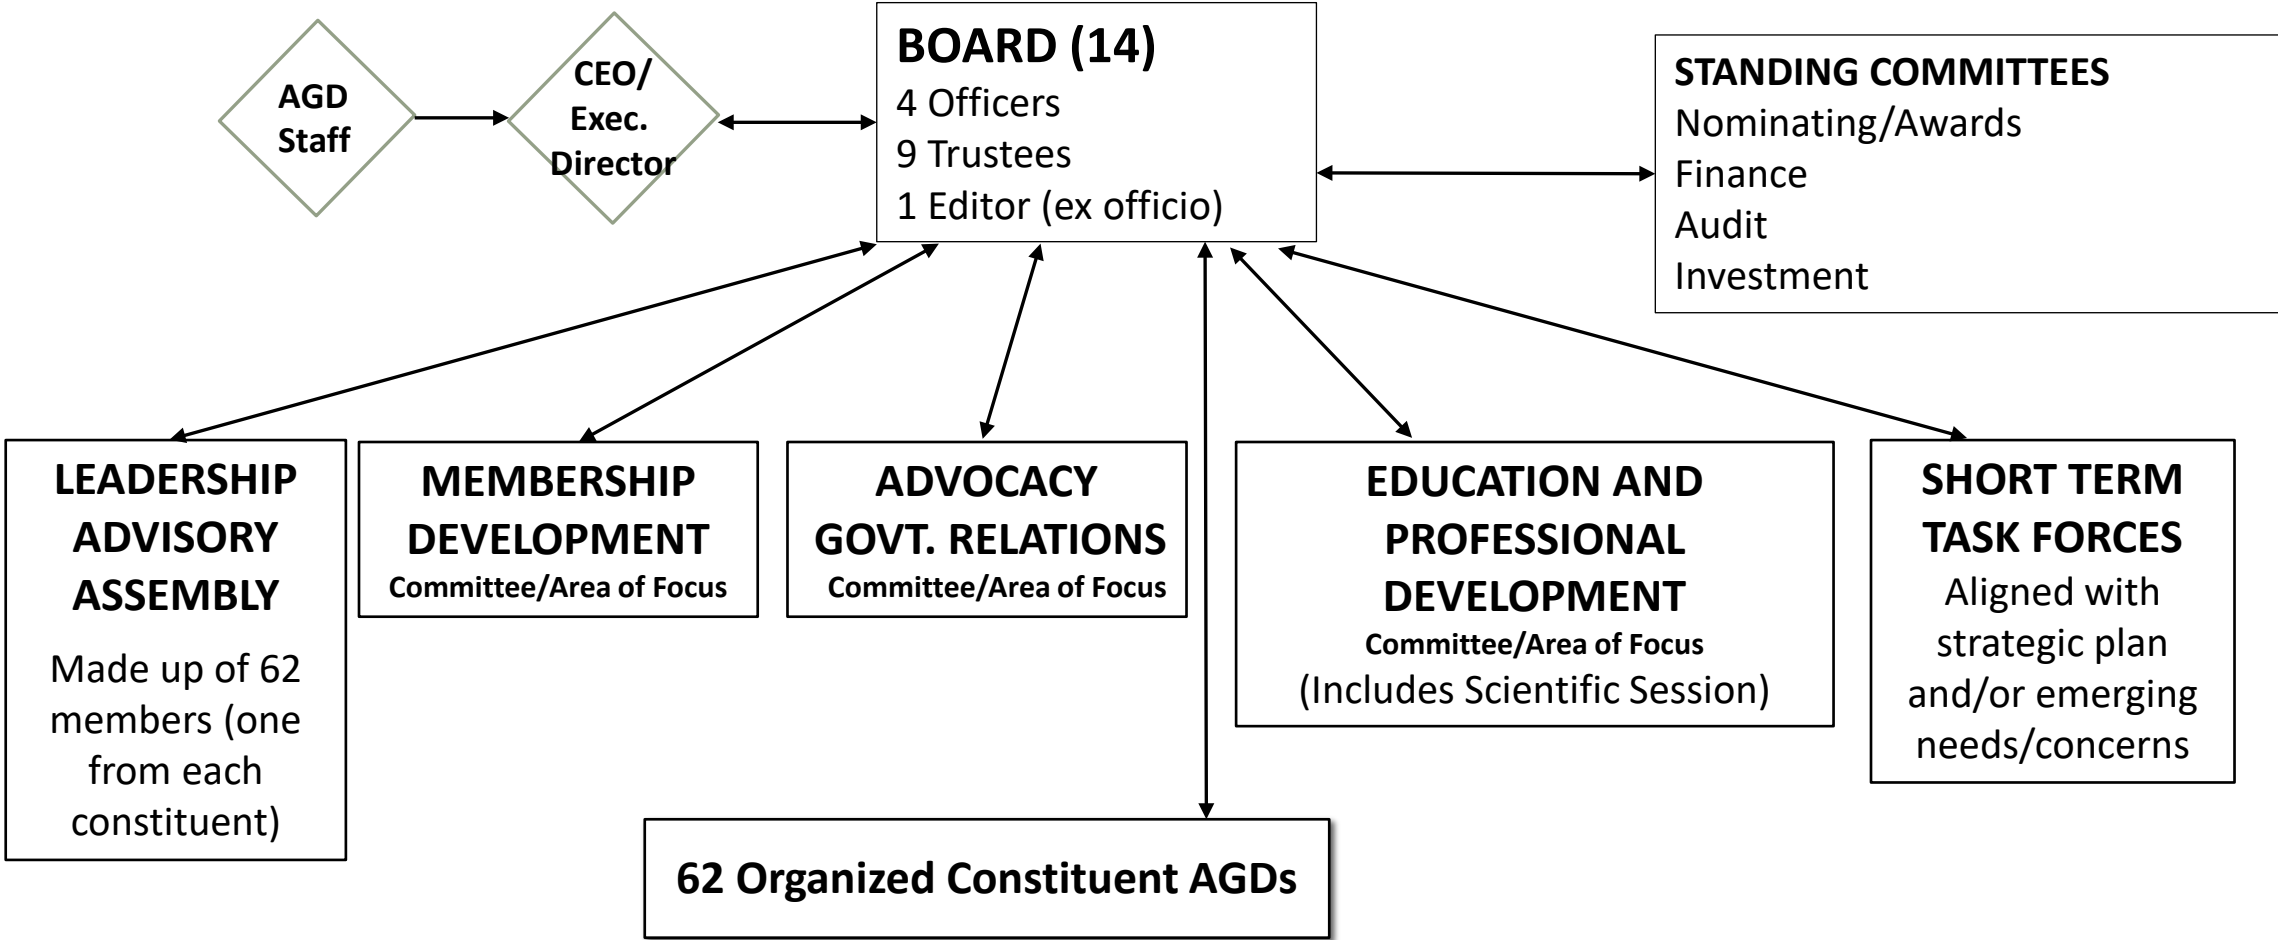 AGD
Staff
CEO/
Exec.
Director
BOARD (14)
4 Officers
9 Trustees
1 Editor (ex officio)
STANDING COMMITTEES
Nominating/Awards
Finance
Audit
Investment
LEADERSHIP
ADVISORY
ASSEMBLY
Made up of 62
members (one
from each
constituent)
MEMBERSHIP
DEVELOPMENT
Committee/Area of Focus
ADVOCACY
GOVT. RELATIONS
Committee/Area of Focus
EDUCATION AND
PROFESSIONAL
DEVELOPMENT
Committee/Area of Focus
(Includes Scientific Session)
SHORT TERM
TASK FORCES
Aligned with
strategic plan
and/or emerging
needs/concerns
62 Organized Constituent AGDs